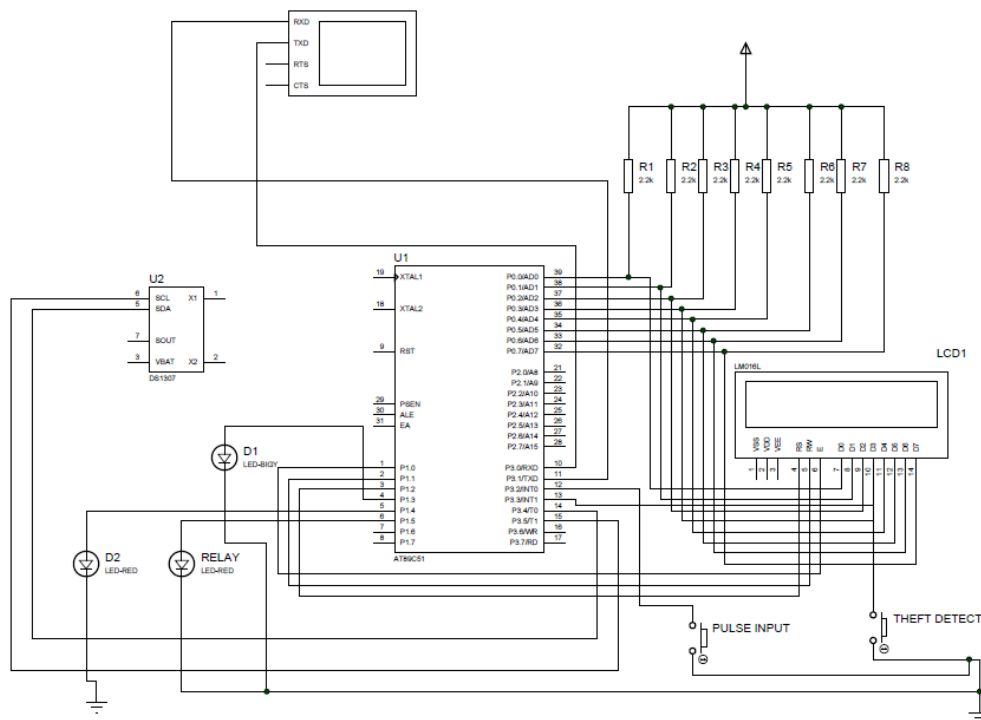 RXD
TXD
RTS
CTS
R1
2.2k
R2
2.2k
R3
2.2k
R4
2.2k
R5
2.2k
R6
2.2k
R7
2.2k
R8
2.2k
U2
6 SCL X1 1
5 SDA
7 SOUT
3 VBAT X2 2
DS1307
U1
19 XTAL1 P0.0/AD0 39
P0.1/AD1 38
P0.2/AD2 37
18 XTAL2 P0.3/AD3 36
P0.4/AD4 35
P0.5/AD5 34
P0.6/AD6 33
9 RST P0.7/AD7 32
P2.0/A8 21
P2.1/A9 22
P2.2/A10 23
29 PSEN P2.3/A11 24
30 ALE P2.4/A12 25
31 EA P2.5/A13 26
P2.6/A14 27
P2.7/A15 28
1 P1.0 P3.0/RXD 10
2 P1.1 P3.1/TXD 11
3 P1.2 P3.2/INT0 12
4 P1.3 P3.3/INT1 13
5 P1.4 P3.4/T0 14
6 P1.5 P3.5/T1 15
7 P1.6 P3.6/WR 16
8 P1.7 P3.7/RD 17
AT89C51
LCD1
LM016L
VSS VDD VEE RS RW E D0 D1 D2 D3 D4 D5 D6 D7
1 2 3 4 5 6 7 8 9 10 11 12 13 14
D1
LED-BIGY
D2
LED-RED
RELAY
LED-RED
PULSE INPUT
THEFT DETECT